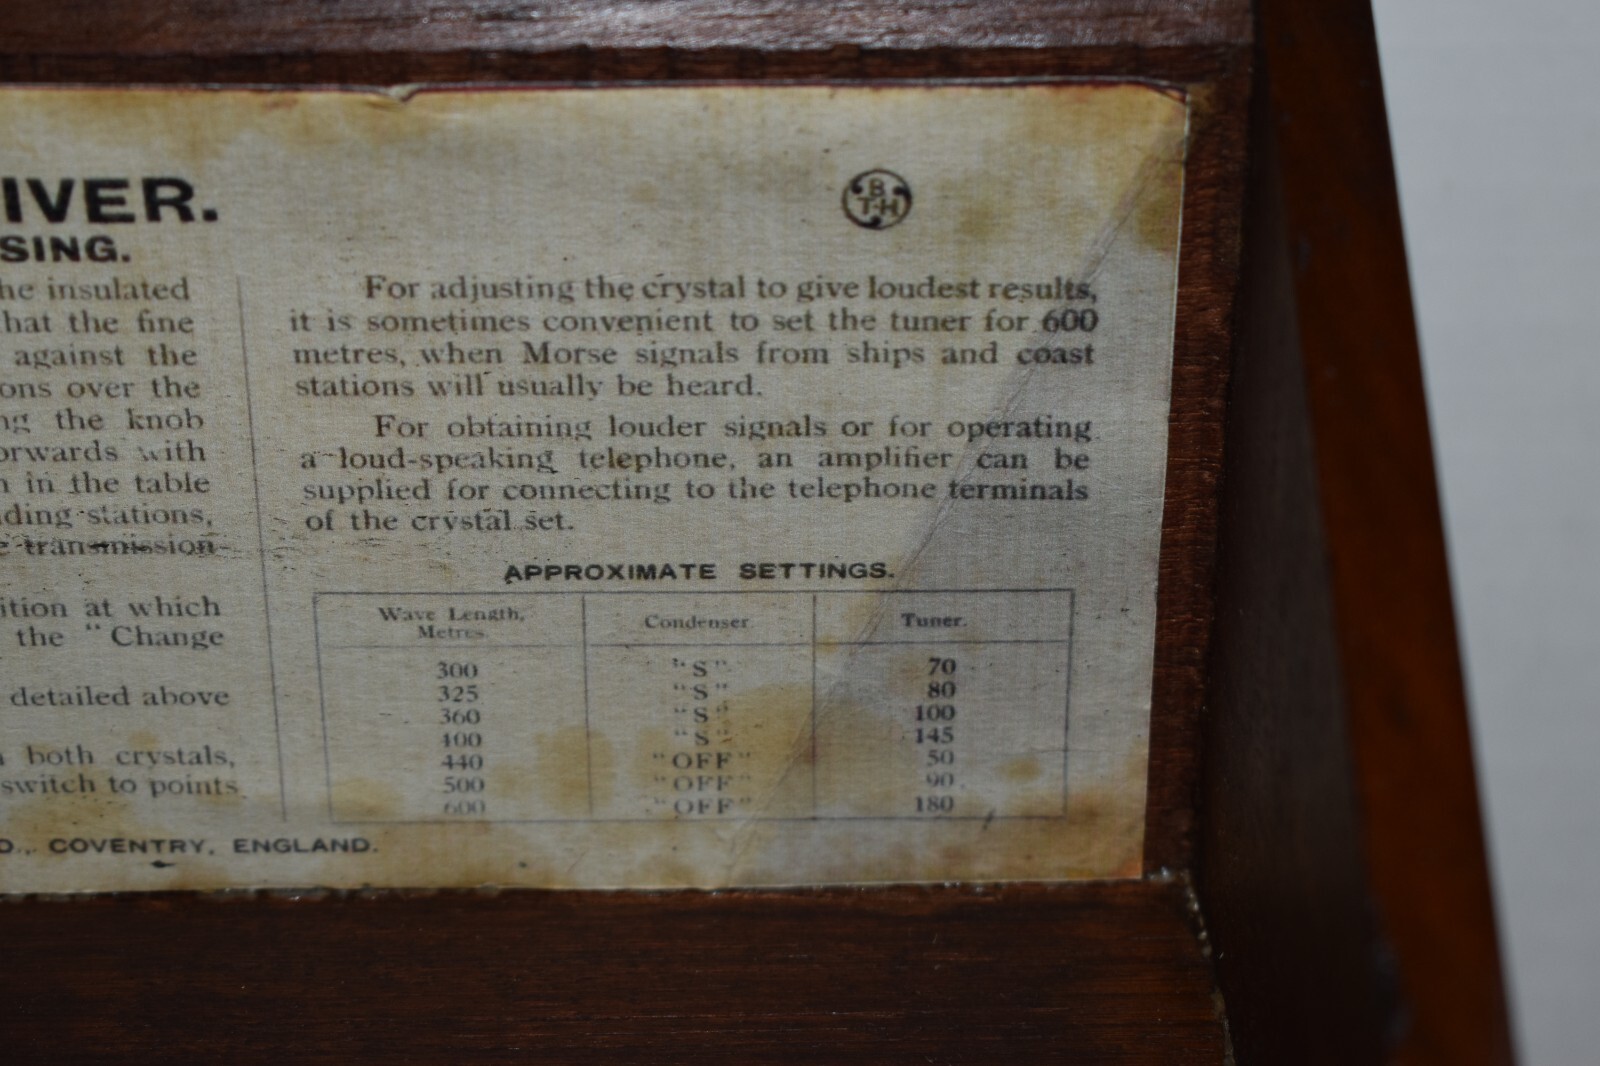 IVER.
SING.
B
T-H
he insulated
hat the fine
against the
ons over the
ng the knob
orwards with
n in the table
ding stations,
e transmission
ition at which
the "Change
detailed above
both crystals,
switch to points
For adjusting the crystal to give loudest results,
it is sometimes convenient to set the tuner for 600
metres, when Morse signals from ships and coast
stations will usually be heard.
For obtaining louder signals or for operating
a loud-speaking telephone, an amplifier can be
supplied for connecting to the telephone terminals
of the crystal set.
APPROXIMATE SETTINGS.
Wave Length, Metres. Condenser. Tuner.
300 "S" 70
325 "S" 80
360 "S" 100
400 "S" 145
440 "OFF" 50
500 "OFF" 90
600 "OFF" 180
D., COVENTRY, ENGLAND.